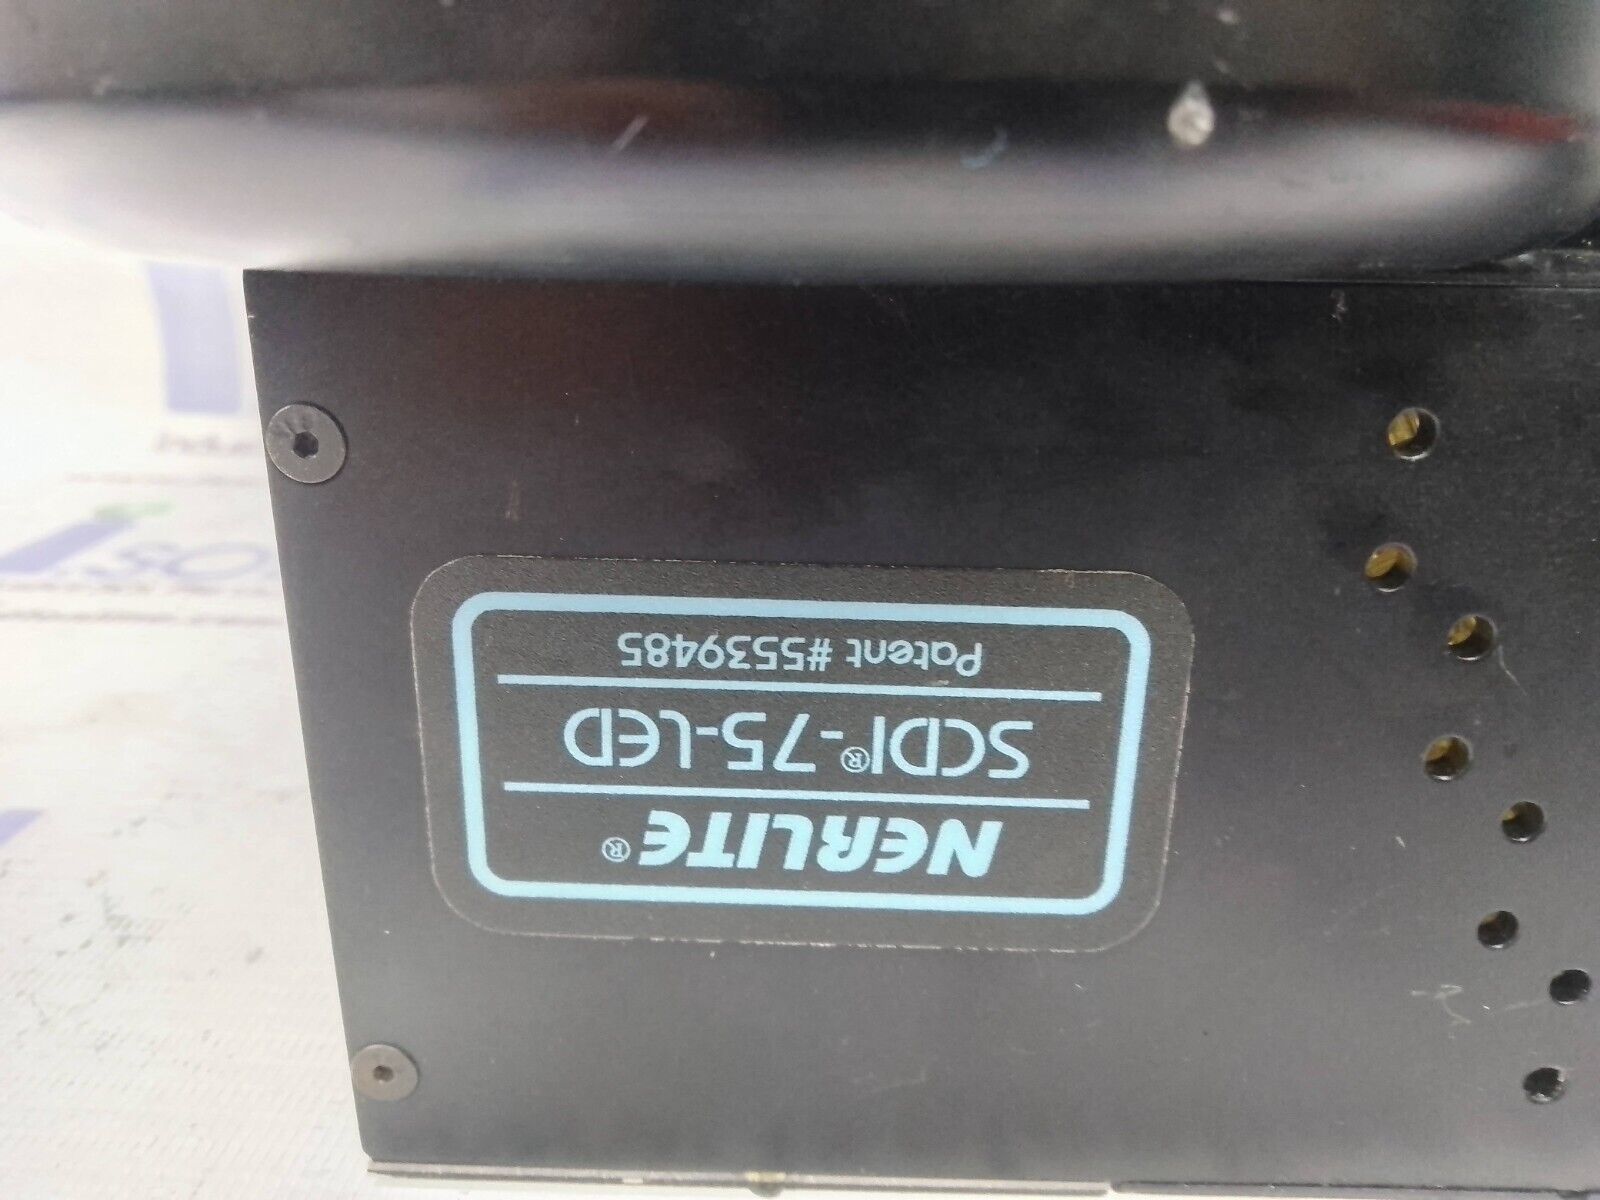 NERLITE®
SCDI®-75-LED
Patent #5539485